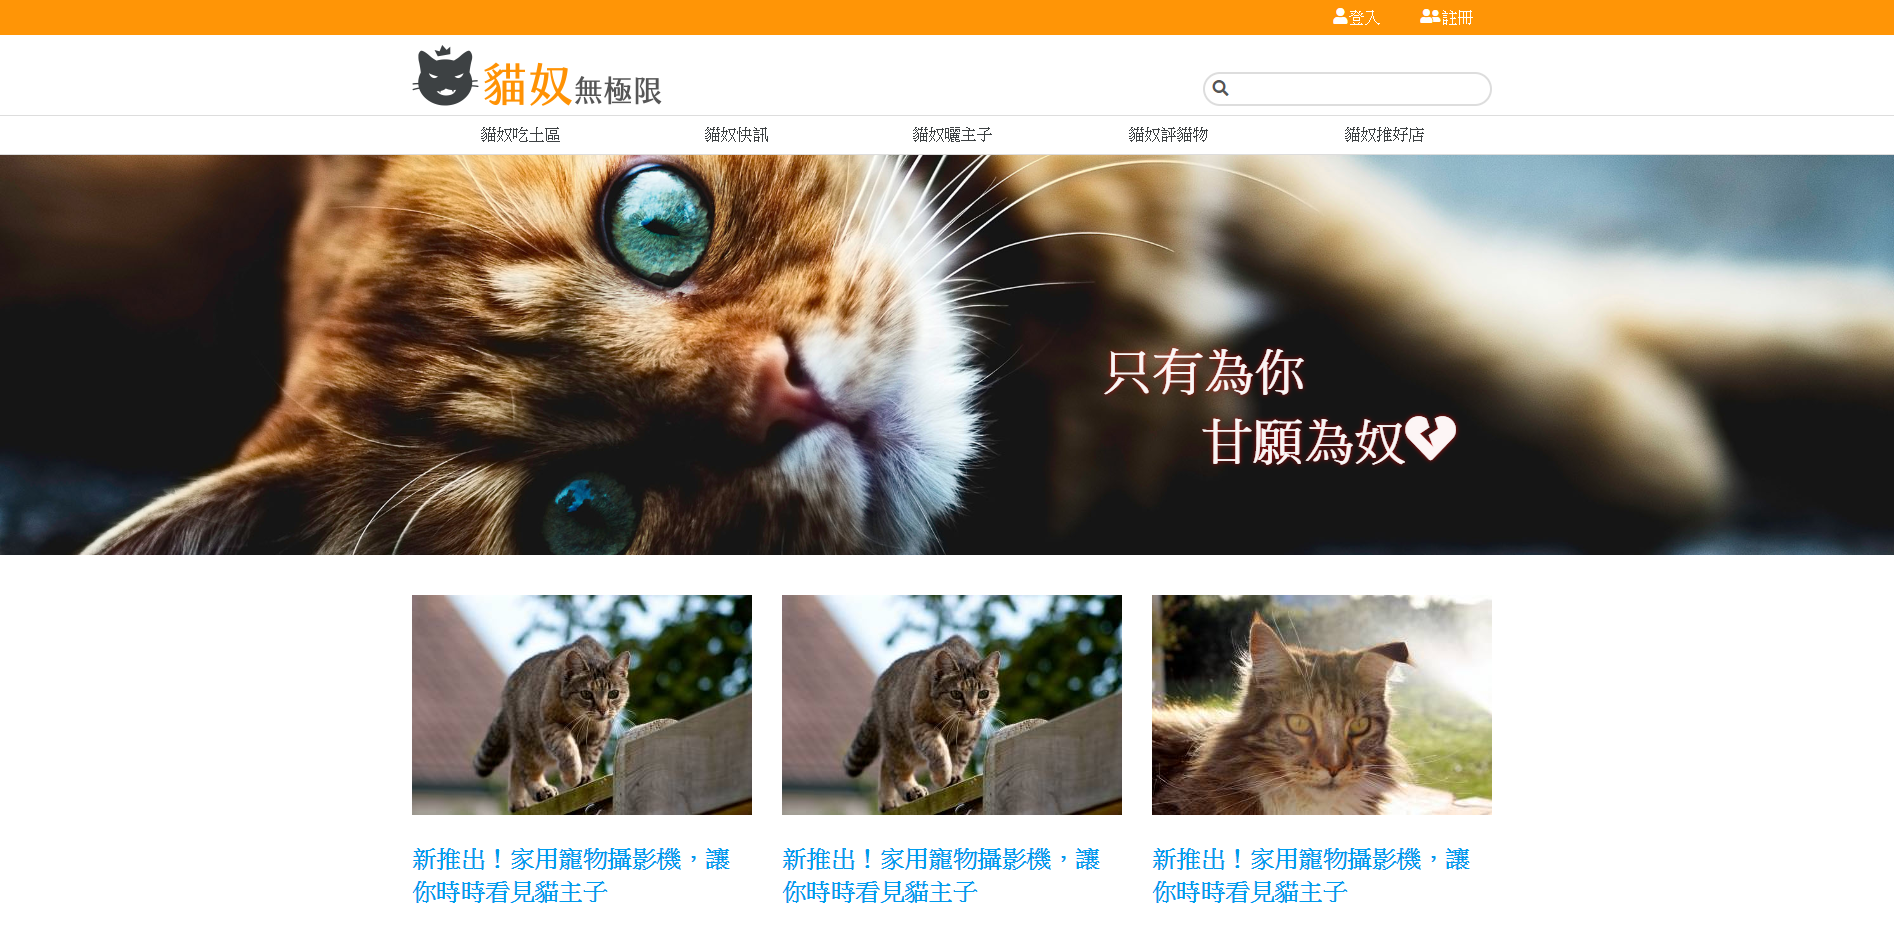 登入 註冊
貓奴無極限
貓奴吃土區 貓奴快訊 貓奴曬主子 貓奴評貓物 貓奴推好店
只有為你
甘願為奴
新推出！家用寵物攝影機，讓
你時時看見貓主子
新推出！家用寵物攝影機，讓
你時時看見貓主子
新推出！家用寵物攝影機，讓
你時時看見貓主子